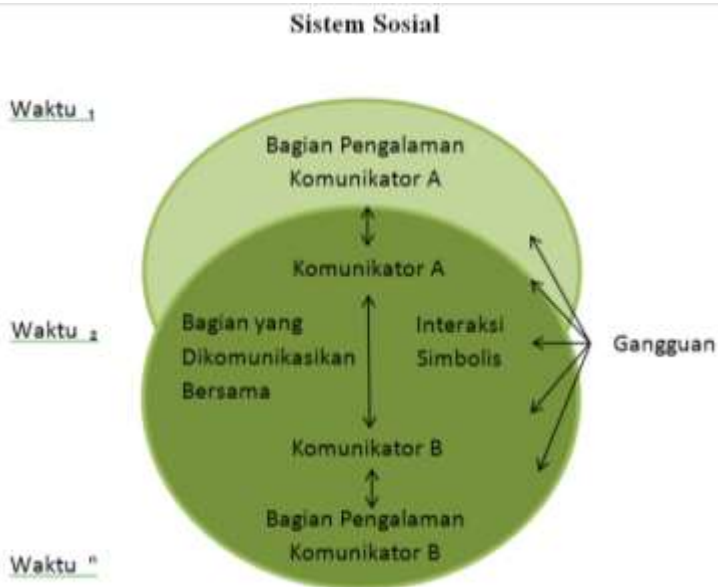 Sistem Sosial
Waktu 1
Bagian Pengalaman
Komunikator A
Komunikator A
Waktu 2
Bagian yang
Dikomunikasikan
Bersama
Interaksi
Simbolis
Gangguan
Komunikator B
Bagian Pengalaman
Komunikator B
Waktu n